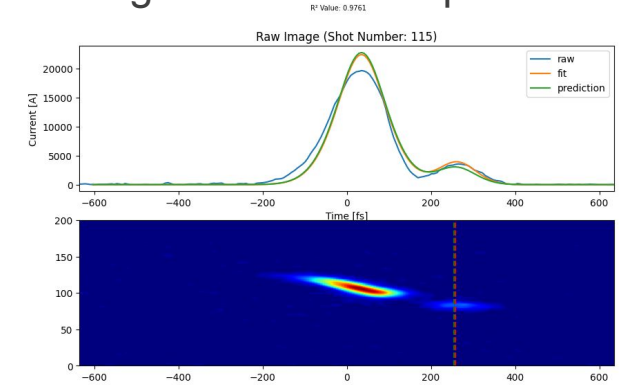 R² Value: 0.9761
Raw Image (Shot Number: 115)
Current [A]
20000
15000
10000
5000
0
raw
fit
prediction
−600 −400 −200 0 200 400 600
Time [fs]
200
150
100
50
0
−600 −400 −200 0 200 400 600